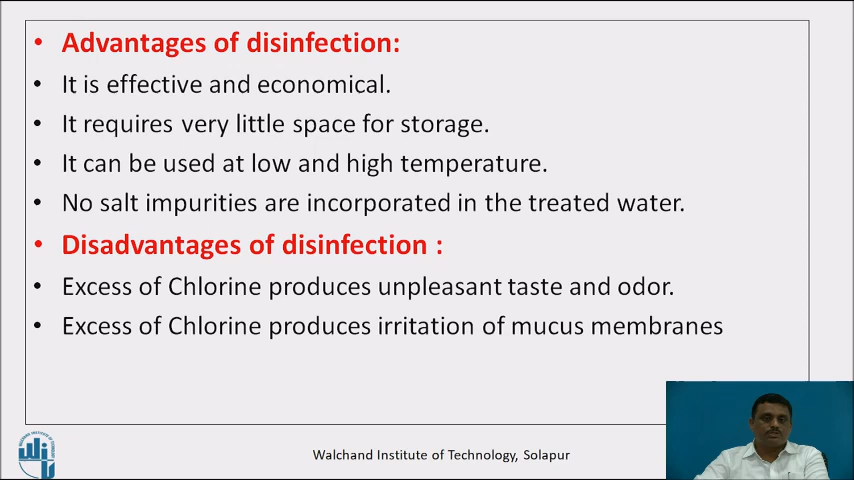 • Advantages of disinfection:
• It is effective and economical.
• It requires very little space for storage.
• It can be used at low and high temperature.
• No salt impurities are incorporated in the treated water.
• Disadvantages of disinfection :
• Excess of Chlorine produces unpleasant taste and odor.
• Excess of Chlorine produces irritation of mucus membranes
Walchand Institute of Technology, Solapur